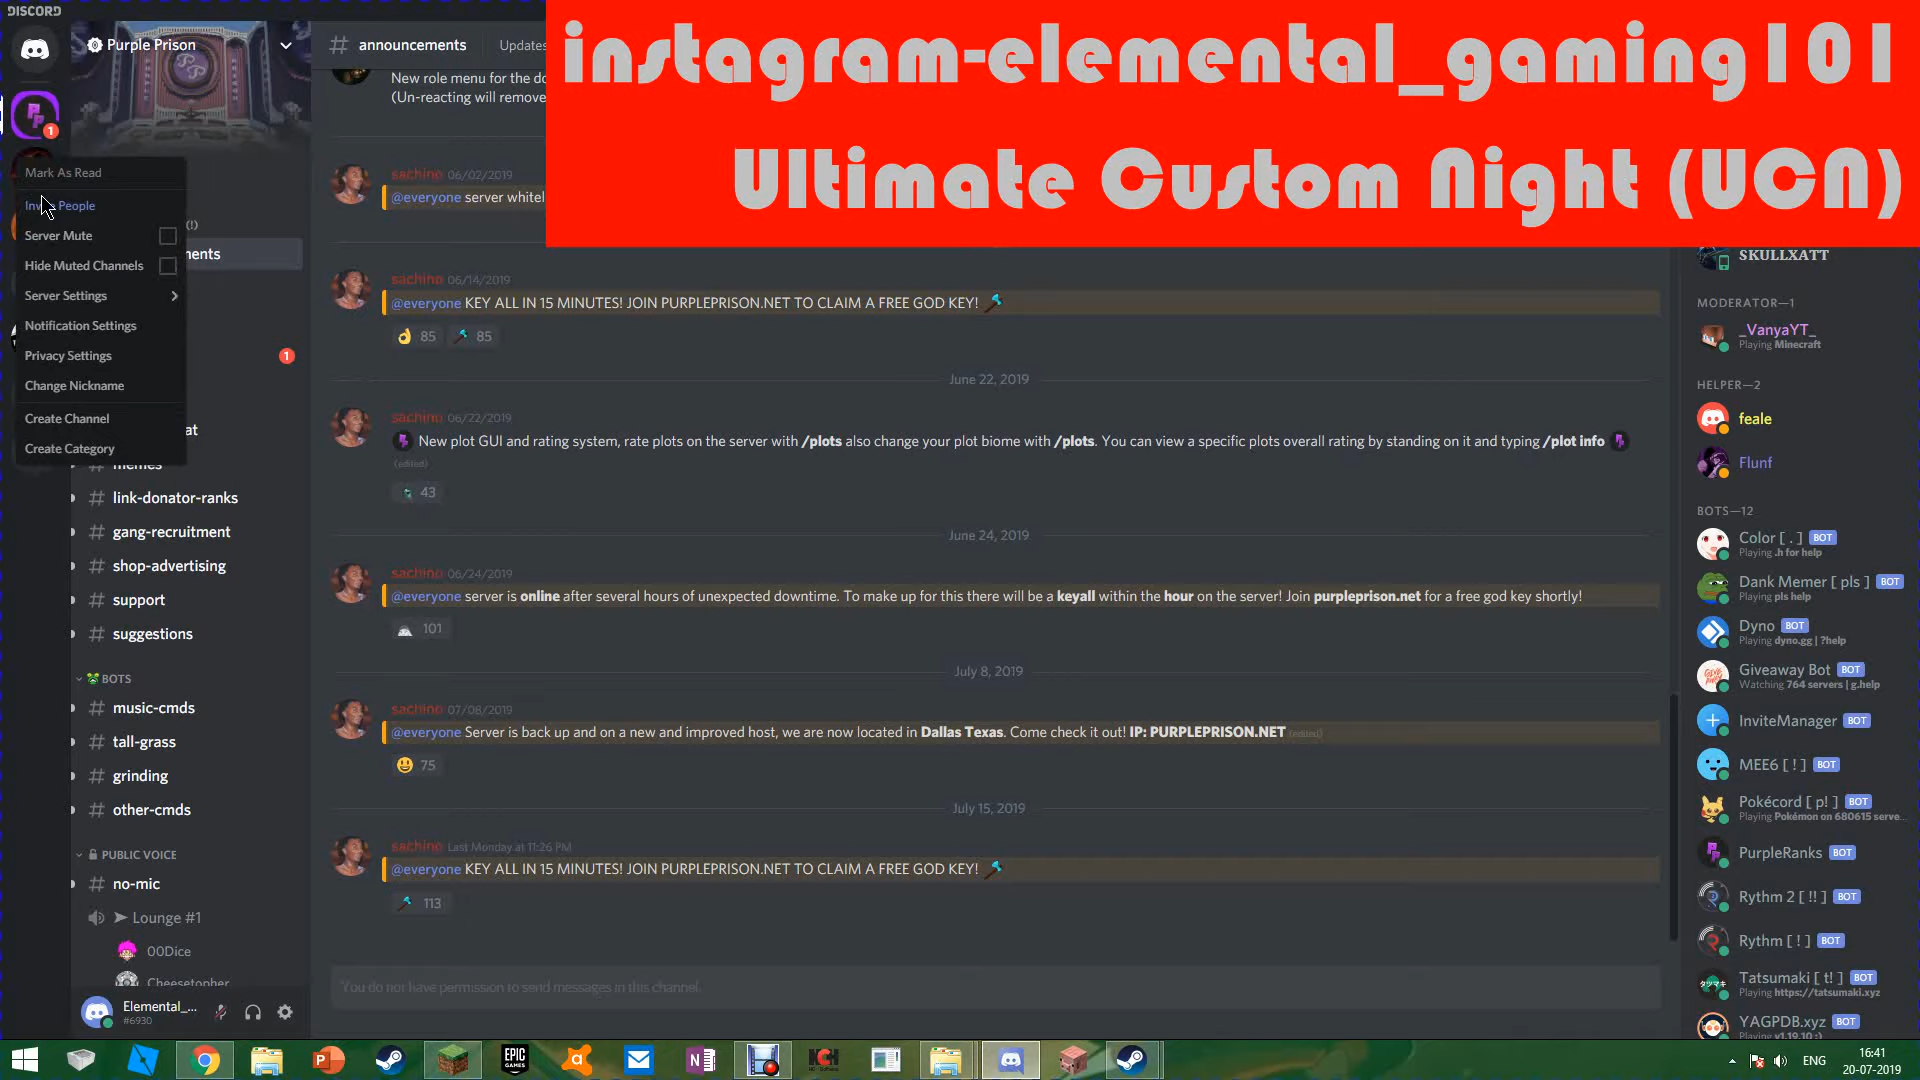 DISCORD
Purple Prison
# announcements
Updates
instagram-elemental_gaming101
Ultimate Custom Night (UCN)
1
Mark As Read
People
Server Mute
Hide Muted Channels
Server Settings
Notification Settings
Privacy Settings
1
Change Nickname
Create Channel
Create Category
(!)
ents
at
memes
# link-donator-ranks
# gang-recruitment
# shop-advertising
# support
# suggestions
BOTS
# music-cmds
# tall-grass
# grinding
# other-cmds
PUBLIC VOICE
# no-mic
Lounge #1
00Dice
Cheesetopher
Elemental_...
#6930
New role menu for the
(Un-reacting will remove
sachino 06/02/2019
@everyone server
sachino 06/14/2019
@everyone KEY ALL IN 15 MINUTES! JOIN PURPLEPRISON.NET TO CLAIM A FREE GOD KEY!
85 85
June 22, 2019
sachino 06/22/2019
New plot GUI and rating system, rate plots on the server with /plots also change your plot biome with /plots. You can view a specific plots overall rating by standing on it and typing /plot info
(edited)
43
June 24, 2019
sachino 06/24/2019
@everyone server is online after several hours of unexpected downtime. To make up for this there will be a keyall within the hour on the server! Join purpleprison.net for a free god key shortly!
101
July 8, 2019
sachino 07/08/2019
@everyone Server is back up and on a new and improved host, we are now located in Dallas Texas. Come check it out! IP: PURPLEPRISON.NET (edited)
75
July 15, 2019
sachino Last Monday at 11:26 PM
@everyone KEY ALL IN 15 MINUTES! JOIN PURPLEPRISON.NET TO CLAIM A FREE GOD KEY!
113
You do not have permission to send messages in this channel.
SKULLXATT
MODERATOR—1
_VanyaYT_
Playing Minecraft
HELPER—2
feale
Flunf
BOTS—12
Color [ . ] BOT
Playing .h for help
Dank Memer [ pls ] BOT
Playing pls help
Dyno BOT
Playing dyno.gg | ?help
Giveaway Bot BOT
Watching 764 servers | g.help
InviteManager BOT
MEE6 [ ! ] BOT
Pokécord [ p! ] BOT
Playing Pokémon on 680615 serve...
PurpleRanks BOT
Rythm 2 [ !! ] BOT
Rythm [ ! ] BOT
Tatsumaki [ t! ] BOT
Playing https://tatsumaki.xyz
YAGPDB.xyz BOT
Playing v1.19.10 :)
EPIC GAMES
ENG
16:41
20-07-2019